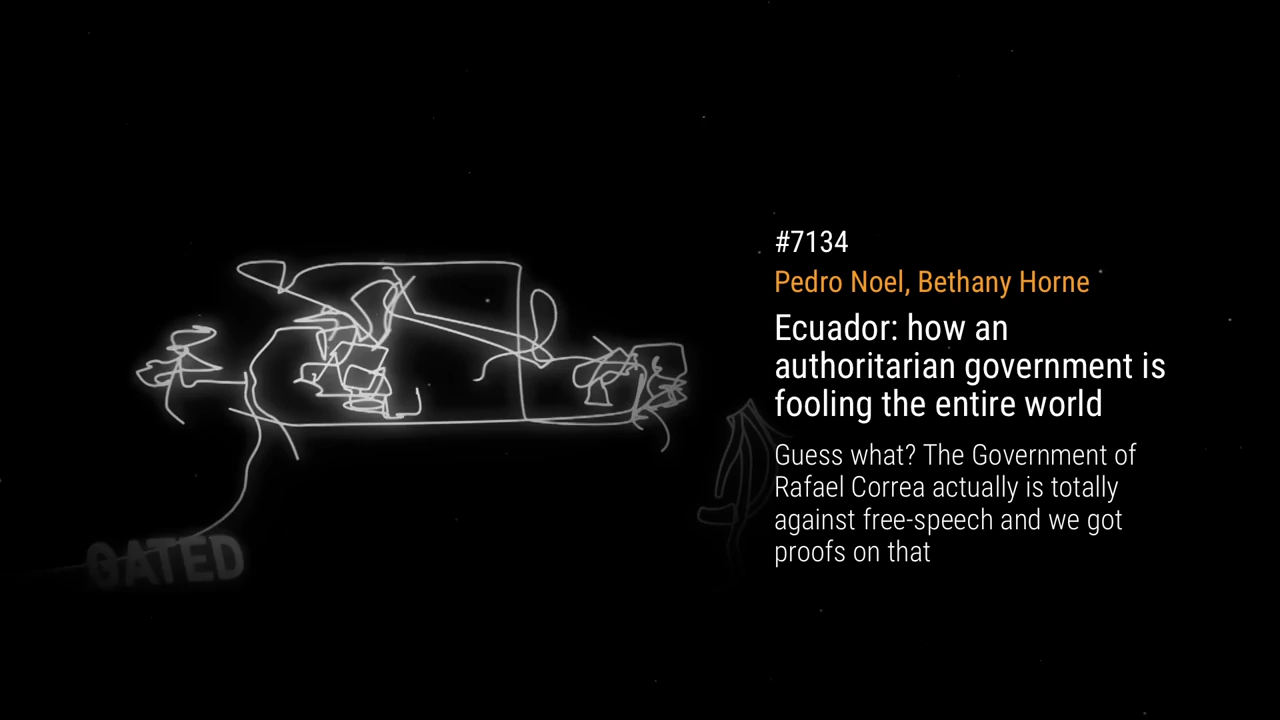 #7134
Pedro Noel, Bethany Horne
Ecuador: how an
authoritarian government is
fooling the entire world
Guess what? The Government of
Rafael Correa actually is totally
against free-speech and we got
proofs on that
GATED